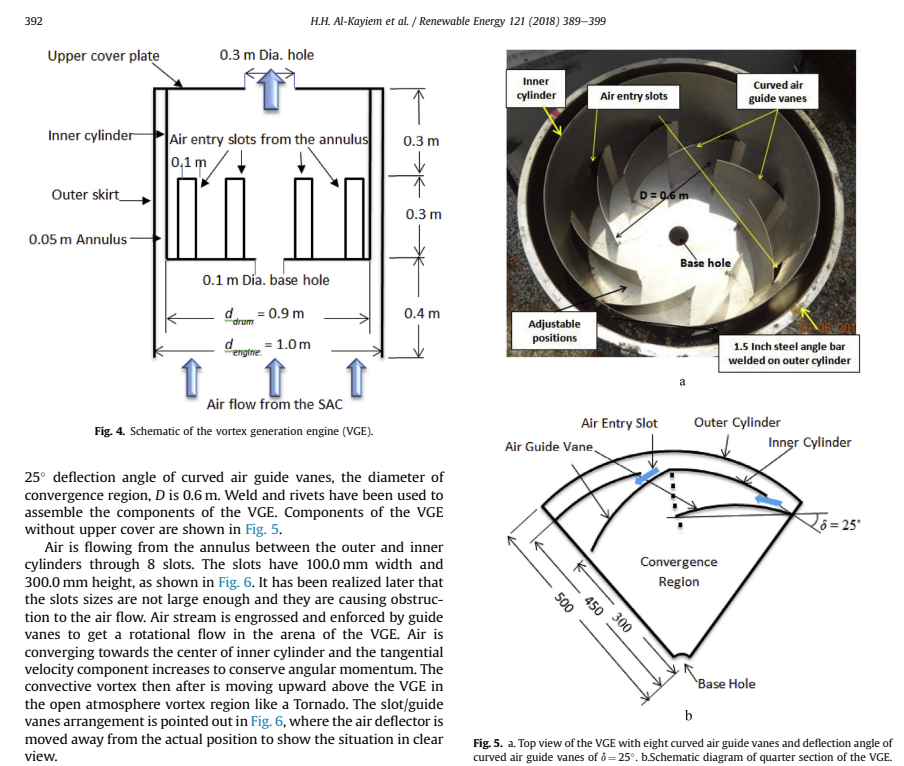 392
H.H. Al-Kayiem et al. / Renewable Energy 121 (2018) 389–399
Upper cover plate
0.3 m Dia. hole
Inner cylinder
Air entry slots from the annulus
0.3 m
0.1 m
Outer skirt
0.3 m
0.05 m Annulus
0.1 m Dia. base hole
d drum = 0.9 m
0.4 m
d engine. = 1.0 m
Air flow from the SAC
Fig. 4. Schematic of the vortex generation engine (VGE).
25° deflection angle of curved air guide vanes, the diameter of
convergence region, D is 0.6 m. Weld and rivets have been used to
assemble the components of the VGE. Components of the VGE
without upper cover are shown in Fig. 5.
Air is flowing from the annulus between the outer and inner
cylinders through 8 slots. The slots have 100.0 mm width and
300.0 mm height, as shown in Fig. 6. It has been realized later that
the slots sizes are not large enough and they are causing obstruc-
tion to the air flow. Air stream is engrossed and enforced by guide
vanes to get a rotational flow in the arena of the VGE. Air is
converging towards the center of inner cylinder and the tangential
velocity component increases to conserve angular momentum. The
convective vortex then after is moving upward above the VGE in
the open atmosphere vortex region like a Tornado. The slot/guide
vanes arrangement is pointed out in Fig. 6, where the air deflector is
moved away from the actual position to show the situation in clear
view.
Inner
cylinder
Air entry slots
Curved air
guide vanes
D = 0.6 m
Base hole
Adjustable
positions
1.5 Inch steel angle bar
welded on outer cylinder
a
Air Entry Slot
Outer Cylinder
Air Guide Vane
Inner Cylinder
δ = 25°
Convergence
Region
500
450
300
Base Hole
b
Fig. 5. a. Top view of the VGE with eight curved air guide vanes and deflection angle of
curved air guide vanes of δ = 25°. b.Schematic diagram of quarter section of the VGE.